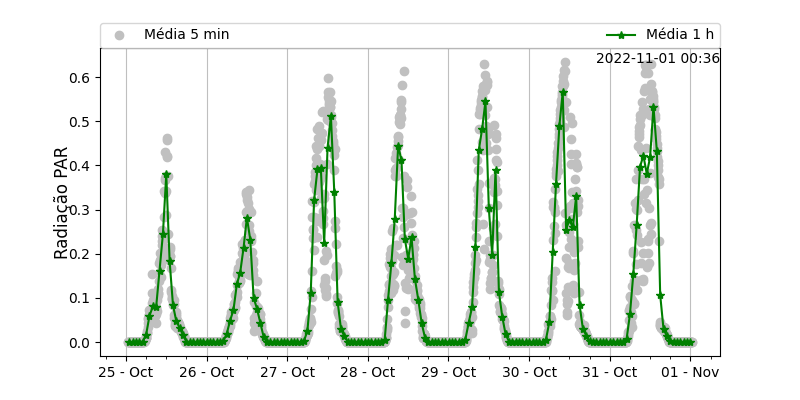 Média 5 min
Média 1 h
2022-11-01 00:36
Radiação PAR
0.6
0.5
0.4
0.3
0.2
0.1
0.0
25 - Oct
26 - Oct
27 - Oct
28 - Oct
29 - Oct
30 - Oct
31 - Oct
01 - Nov